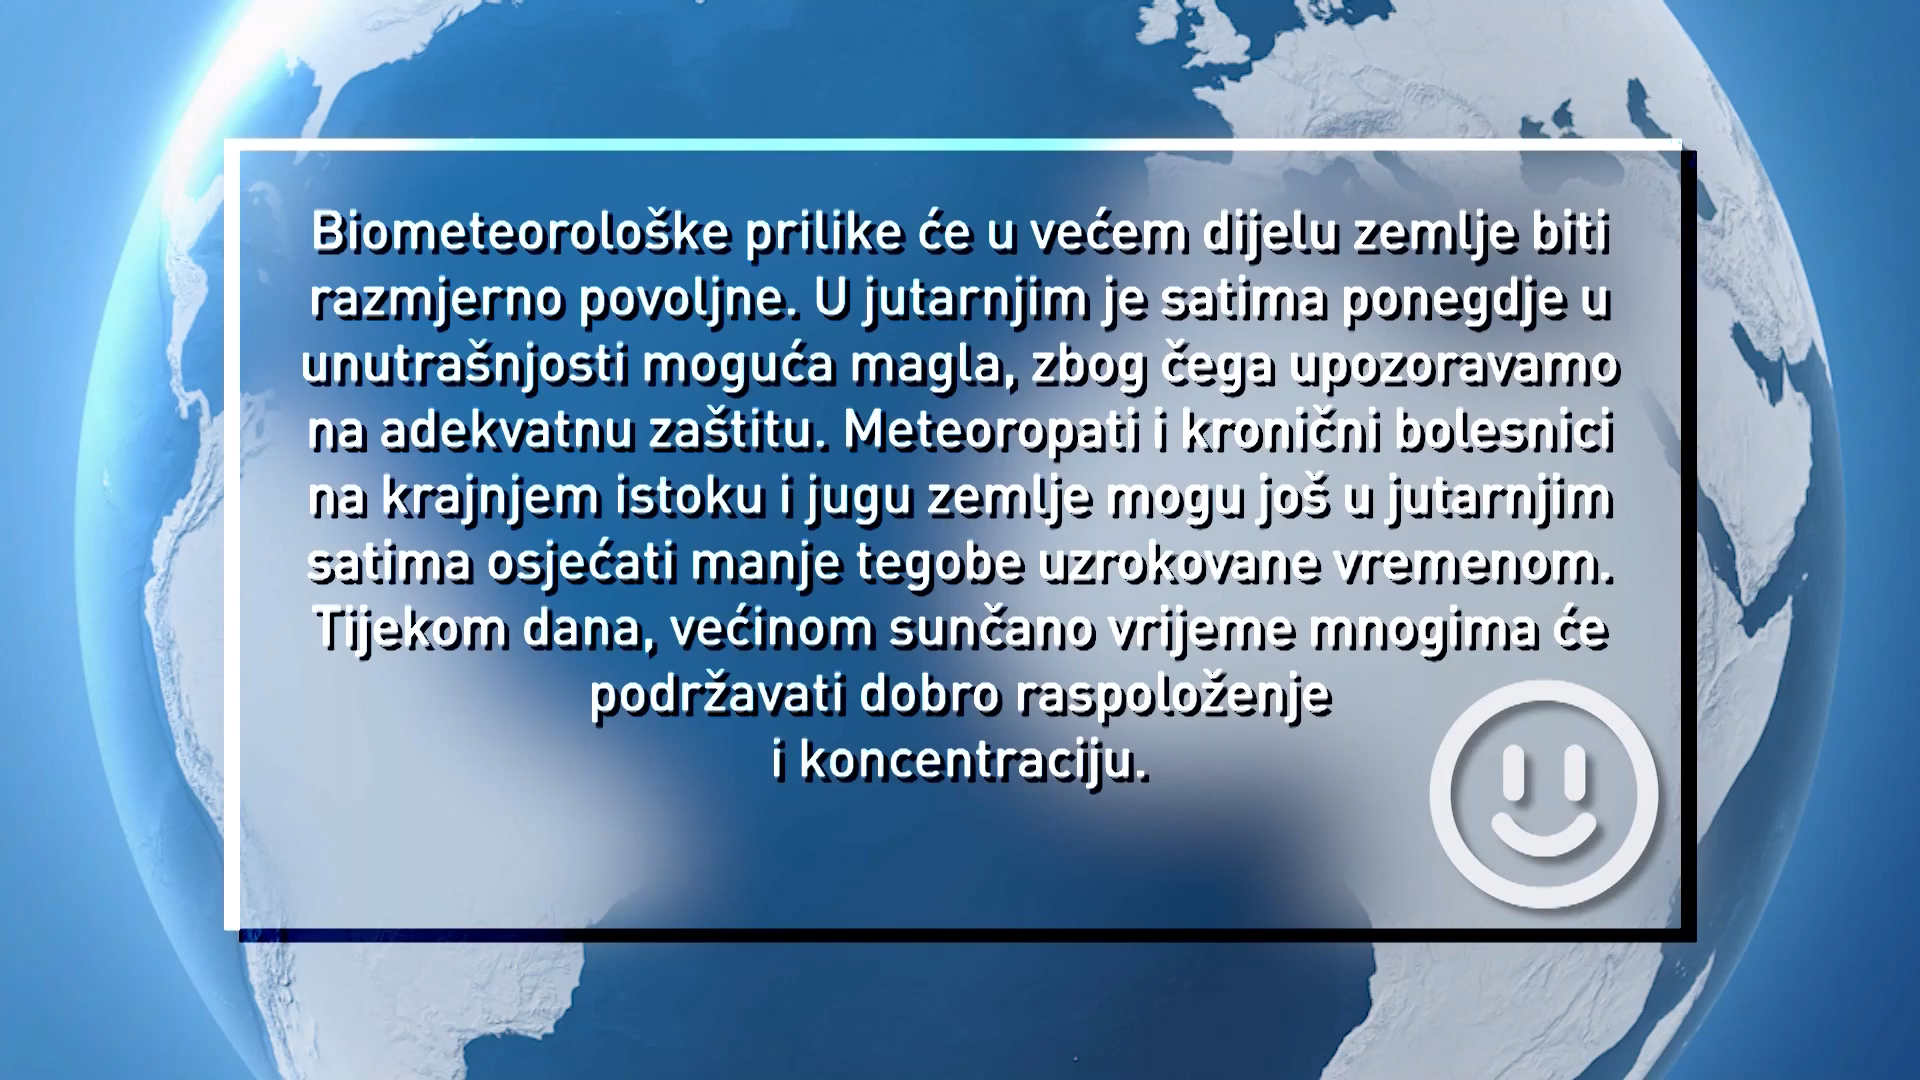 Biometeorološke prilike će u većem dijelu zemlje biti
razmjerno povoljne. U jutarnjim je satima ponegdje u
unutrašnjosti moguća magla, zbog čega upozoravamo
na adekvatnu zaštitu. Meteoropati i kronični bolesnici
na krajnjem istoku i jugu zemlje mogu još u jutarnjim
satima osjećati manje tegobe uzrokovane vremenom.
Tijekom dana, većinom sunčano vrijeme mnogima će
podržavati dobro raspoloženje
i koncentraciju.